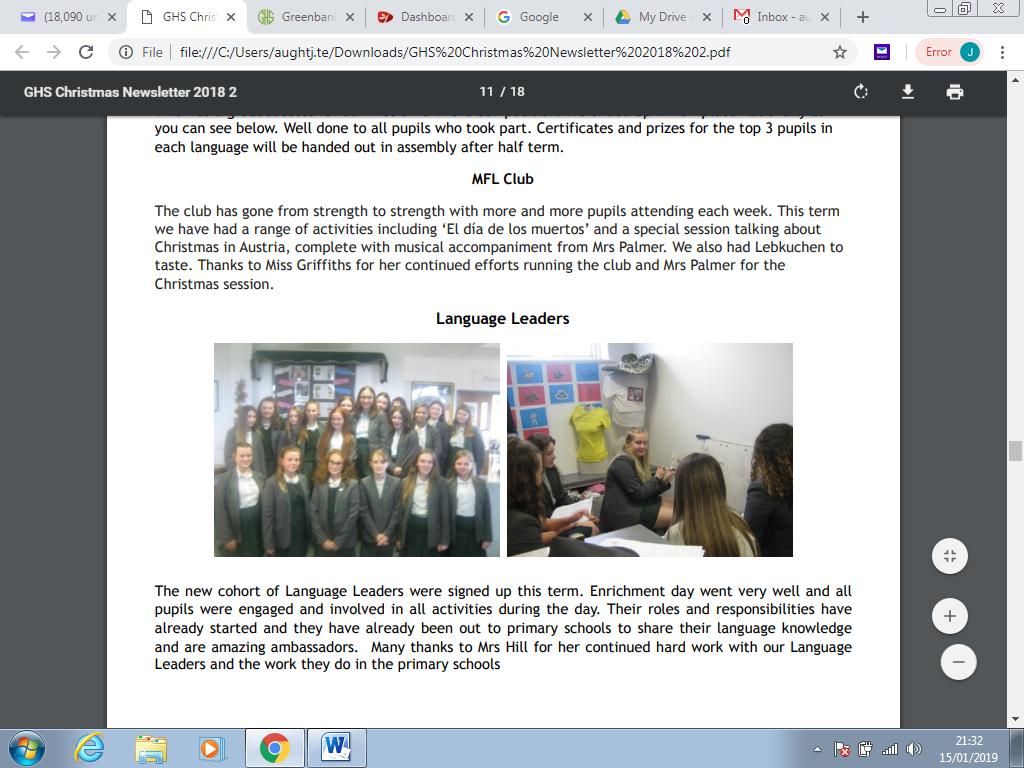 (18,090 un
GHS Chris
Greenban
Dashboar
Google
My Drive -
Inbox - au
File
file:///C:/Users/aughtj.te/Downloads/GHS%20Christmas%20Newsletter%202018%202.pdf
Error
J
GHS Christmas Newsletter 2018 2
11 / 18
you can see below. Well done to all pupils who took part. Certificates and prizes for the top 3 pupils in
each language will be handed out in assembly after half term.
MFL Club
The club has gone from strength to strength with more and more pupils attending each week. This term
we have had a range of activities including ‘El día de los muertos’ and a special session talking about
Christmas in Austria, complete with musical accompaniment from Mrs Palmer. We also had Lebkuchen to
taste. Thanks to Miss Griffiths for her continued efforts running the club and Mrs Palmer for the
Christmas session.
Language Leaders
The new cohort of Language Leaders were signed up this term. Enrichment day went very well and all
pupils were engaged and involved in all activities during the day. Their roles and responsibilities have
already started and they have already been out to primary schools to share their language knowledge
and are amazing ambassadors. Many thanks to Mrs Hill for her continued hard work with our Language
Leaders and the work they do in the primary schools
21:32
15/01/2019